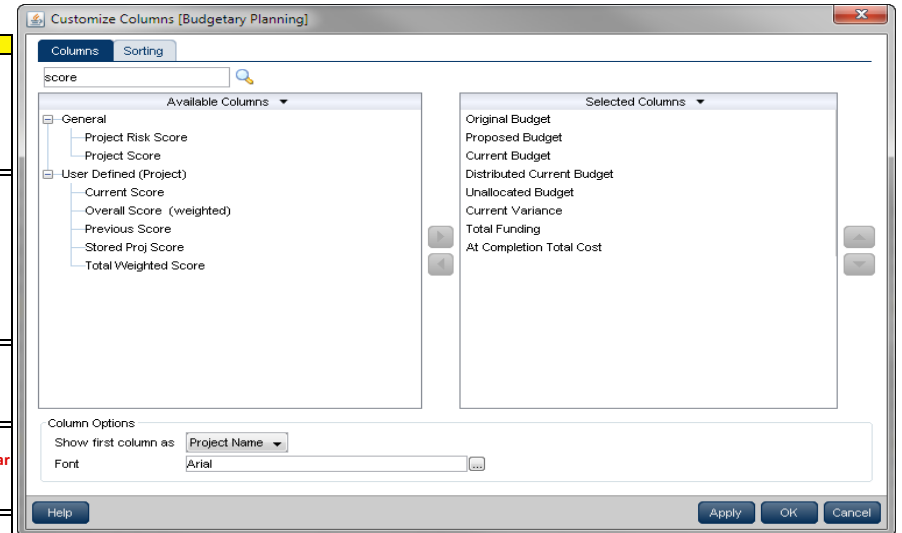 Customize Columns [Budgetary Planning]
Columns Sorting
score
Available Columns
General
Project Risk Score
Project Score
User Defined (Project)
Current Score
Overall Score (weighted)
Previous Score
Stored Proj Score
Total Weighted Score
Selected Columns
Original Budget
Proposed Budget
Current Budget
Distributed Current Budget
Unallocated Budget
Current Variance
Total Funding
At Completion Total Cost
Column Options
Show first column as Project Name
Font Arial ...
ar
Help Apply OK Cancel